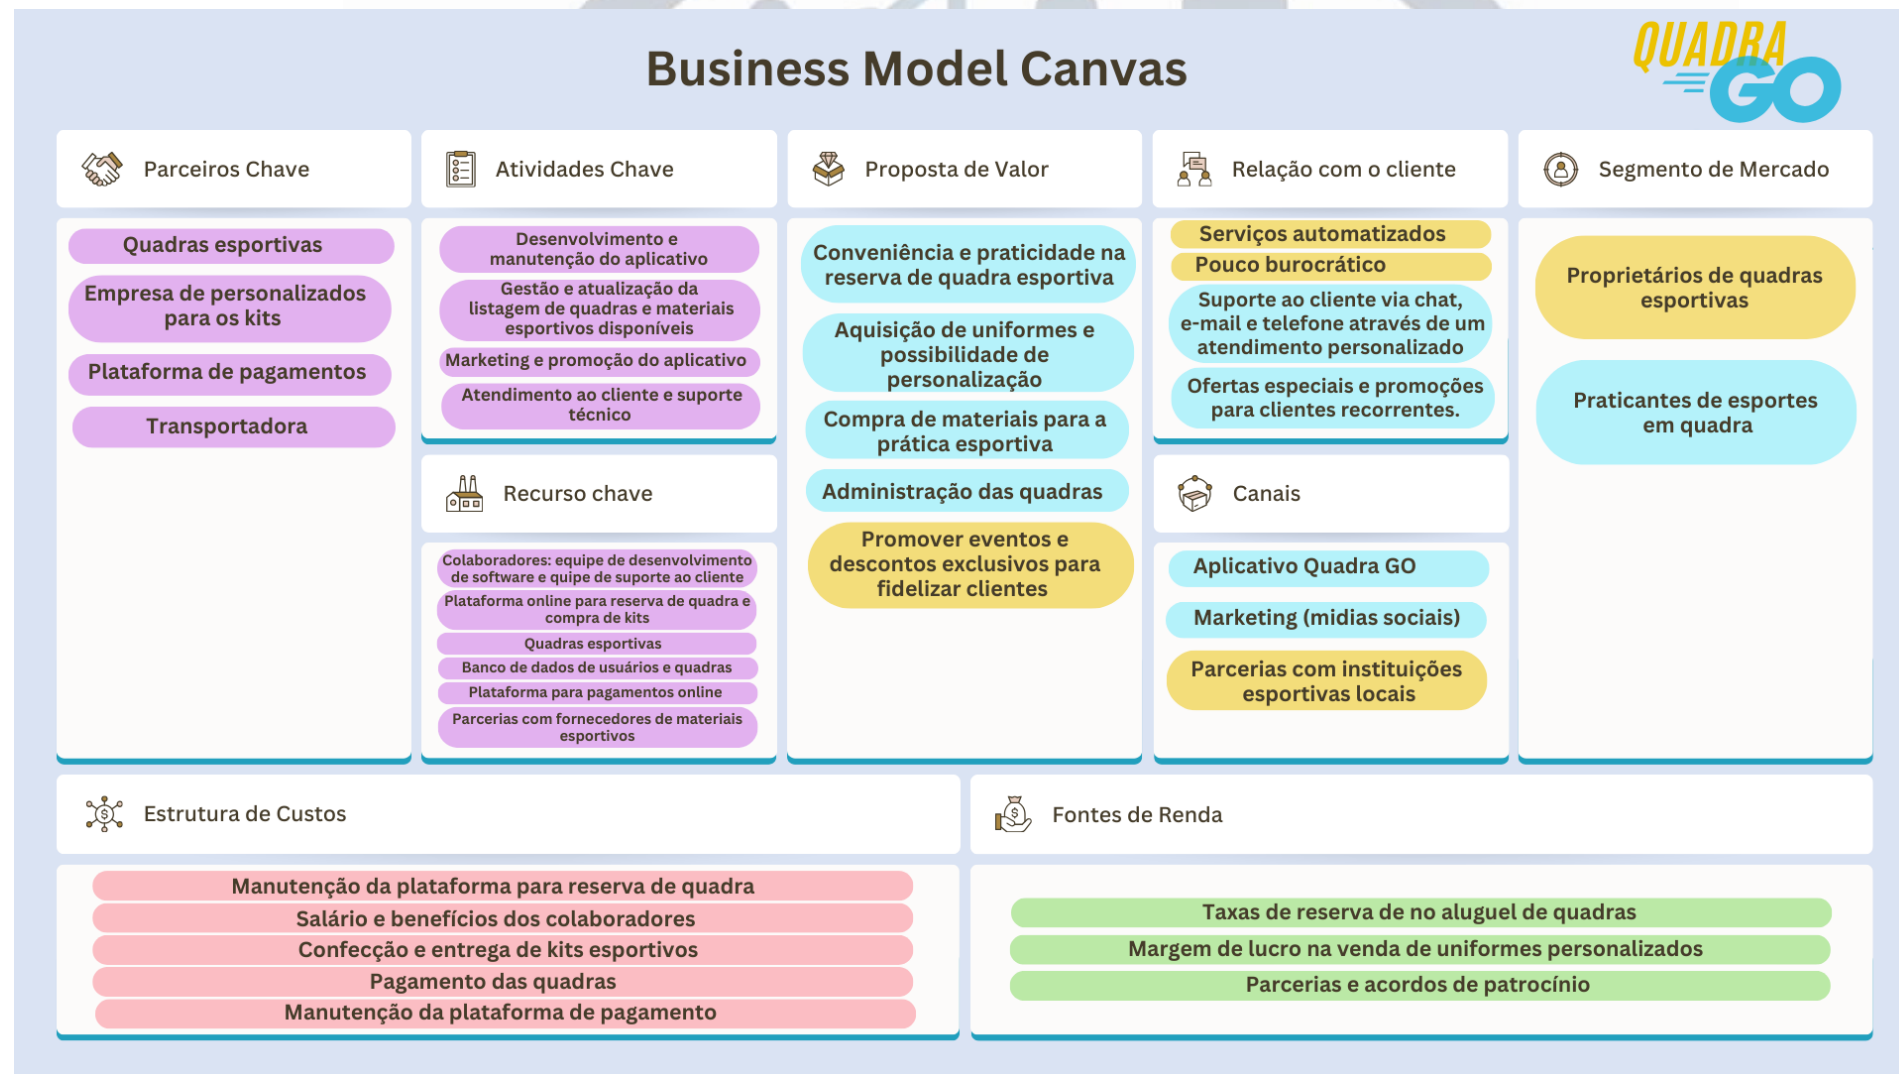 Business Model Canvas
QUADRA
GO
Parceiros Chave
Quadras esportivas
Empresa de personalizados
para os kits
Plataforma de pagamentos
Transportadora
Atividades Chave
Desenvolvimento e
manutenção do aplicativo
Gestão e atualização da
listagem de quadras e materiais
esportivos disponíveis
Marketing e promoção do aplicativo
Atendimento ao cliente e suporte
técnico
Recurso chave
Colaboradores: equipe de desenvolvimento
de software e quipe de suporte ao cliente
Plataforma online para reserva de quadra e
compra de kits
Quadras esportivas
Banco de dados de usuários e quadras
Plataforma para pagamentos online
Parcerias com fornecedores de materiais
esportivos
Proposta de Valor
Conveniência e praticidade na
reserva de quadra esportiva
Aquisição de uniformes e
possibilidade de
personalização
Compra de materiais para a
prática esportiva
Administração das quadras
Promover eventos e
descontos exclusivos para
fidelizar clientes
Relação com o cliente
Serviços automatizados
Pouco burocrático
Suporte ao cliente via chat,
e-mail e telefone através de um
atendimento personalizado
Ofertas especiais e promoções
para clientes recorrentes.
Canais
Aplicativo Quadra GO
Marketing (midias sociais)
Parcerias com instituições
esportivas locais
Segmento de Mercado
Proprietários de quadras
esportivas
Praticantes de esportes
em quadra
Estrutura de Custos
Manutenção da plataforma para reserva de quadra
Salário e benefícios dos colaboradores
Confecção e entrega de kits esportivos
Pagamento das quadras
Manutenção da plataforma de pagamento
Fontes de Renda
Taxas de reserva de no aluguel de quadras
Margem de lucro na venda de uniformes personalizados
Parcerias e acordos de patrocínio